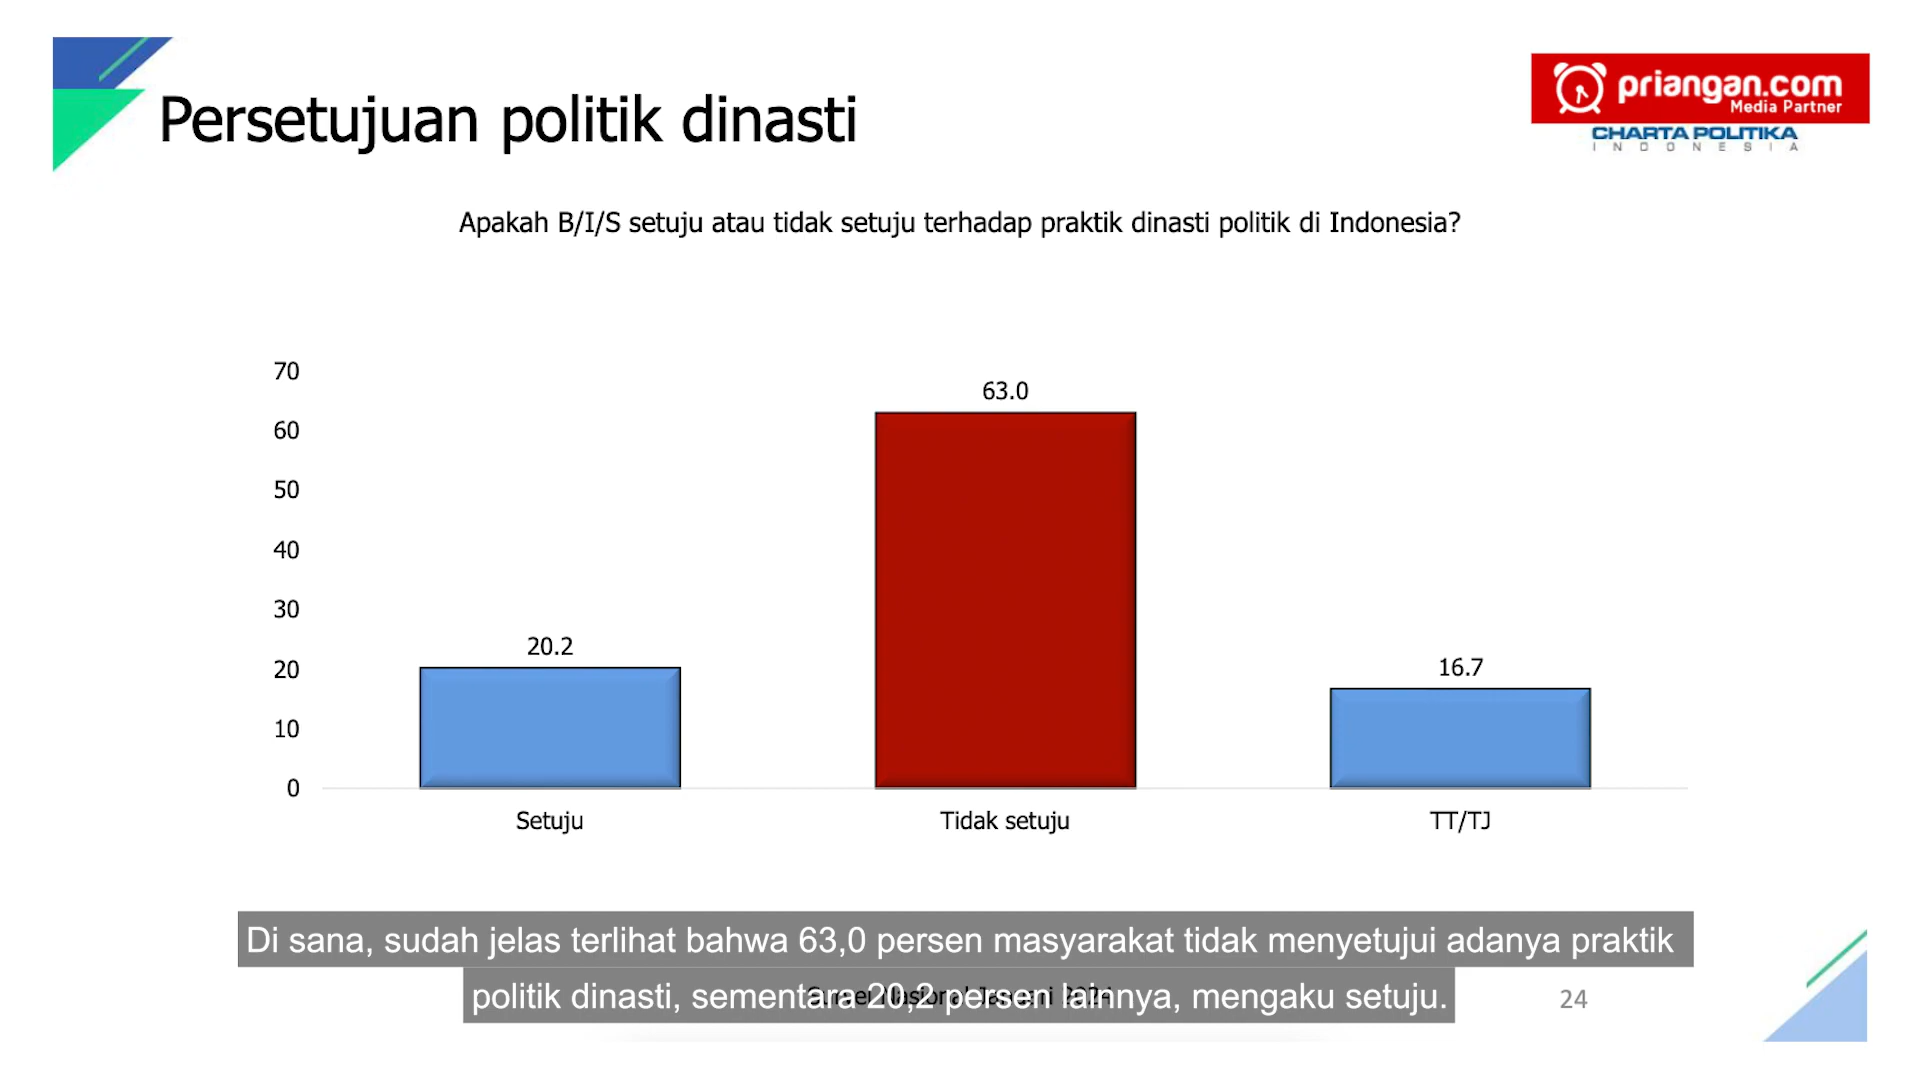 Persetujuan politik dinasti
priangan.com
Media Partner
CHARTA POLITIKA
INDONESIA
Apakah B/I/S setuju atau tidak setuju terhadap praktik dinasti politik di Indonesia?
70
60
50
40
30
20
10
0
20.2
63.0
16.7
Setuju
Tidak setuju
TT/TJ
Di sana, sudah jelas terlihat bahwa 63,0 persen masyarakat tidak menyetujui adanya praktik
politik dinasti, sementara 20,2 persen lainnya, mengaku setuju.
24